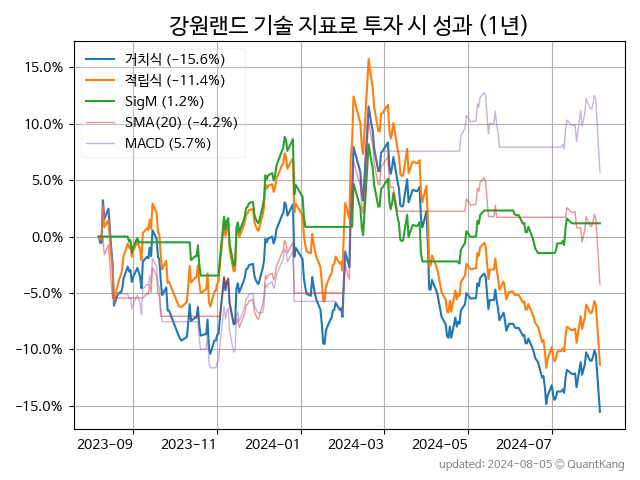 강원랜드 기술 지표로 투자 시 성과 (1년)
거치식 (−15.6%)
적립식 (−11.4%)
SigM (1.2%)
SMA(20) (−4.2%)
MACD (5.7%)
15.0%
10.0%
5.0%
0.0%
−5.0%
−10.0%
−15.0%
2023-09 2023-11 2024-01 2024-03 2024-05 2024-07
updated: 2024-08-05 © QuantKang